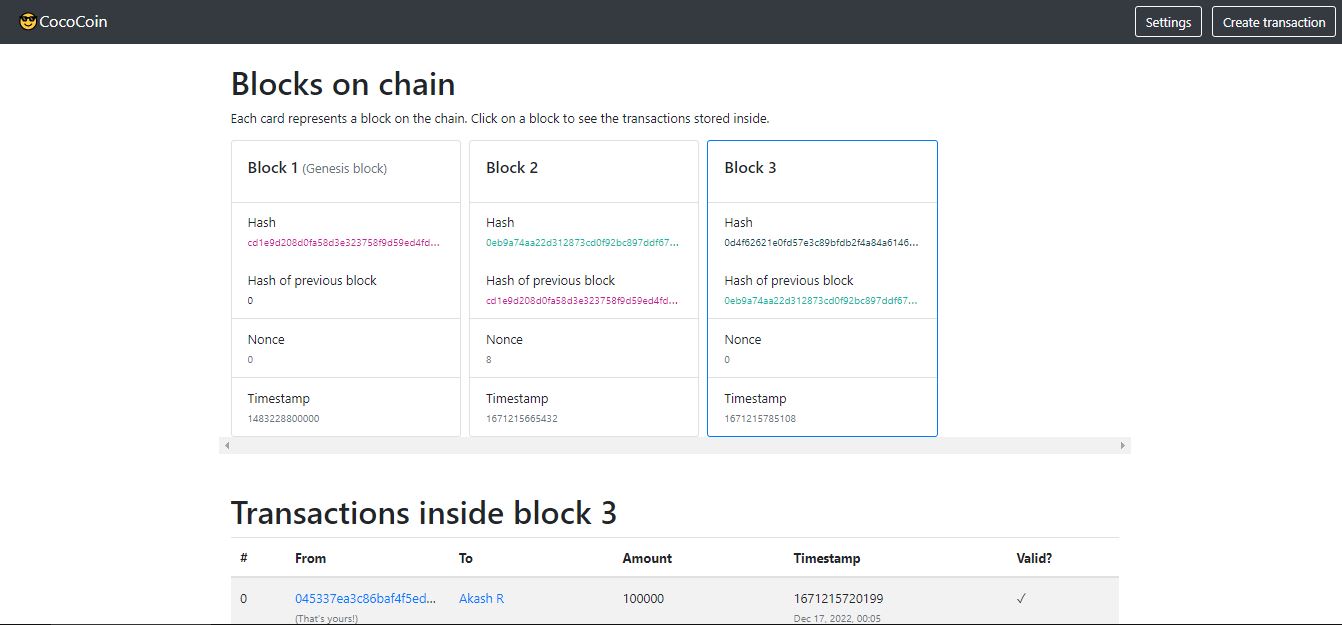 😎CocoCoin
Settings
Create transaction
Blocks on chain
Each card represents a block on the chain. Click on a block to see the transactions stored inside.
Block 1 (Genesis block)
Hash
cd1e9d208d0fa58d3e323758f9d59ed4fd...
Hash of previous block
0
Nonce
0
Timestamp
1483228800000
Block 2
Hash
0eb9a74aa22d312873cd0f92bc897ddf67...
Hash of previous block
cd1e9d208d0fa58d3e323758f9d59ed4fd...
Nonce
8
Timestamp
1671215665432
Block 3
Hash
0d4f62621e0fd57e3c89bfdb2f4a84a6146...
Hash of previous block
0eb9a74aa22d312873cd0f92bc897ddf67...
Nonce
0
Timestamp
1671215785108
Transactions inside block 3
# From To Amount Timestamp Valid?
0 045337ea3c86baf4f5ed... Akash R 100000 1671215720199 ✓
(That's yours!) Dec 17, 2022, 00:05